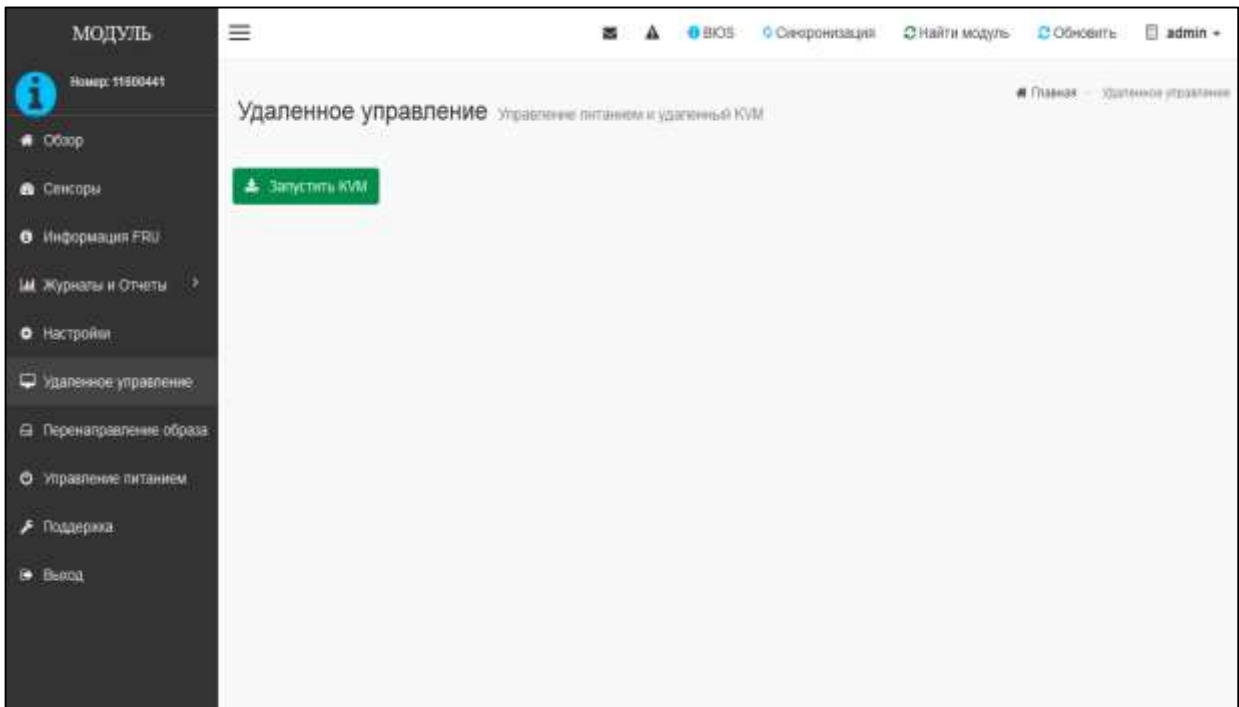 МОДУЛЬ
BIOS
Синхронизация
Найти модуль
Обновить
admin
Номер: 11600441
Удаленное управление Управление питанием и удаленный KVM
Главная
Удаленное управление
Запустить KVM
Обзор
Сенсоры
Информация FRU
Журналы и Отчеты
Настройки
Удаленное управление
Перенаправление образа
Управление питанием
Поддержка
Выход